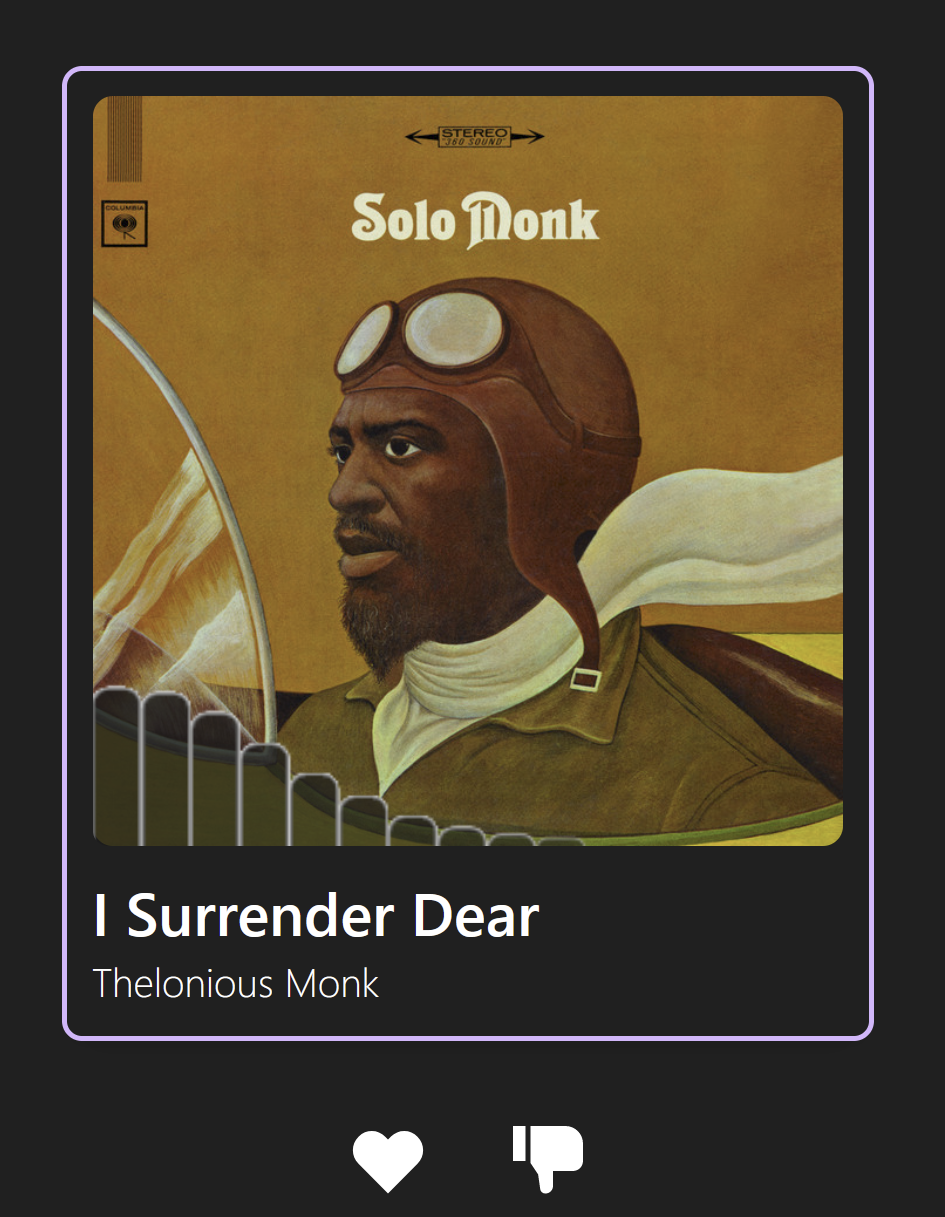 STEREO
"360 SOUND"
Solo Monk
COLUMBIA
I Surrender Dear
Thelonious Monk